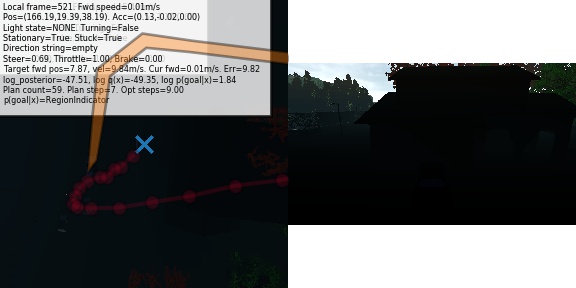 Local frame=521. Fwd speed=0.01m/s
Pos=(166.19,19.39,38.19). Acc=(0.13,-0.02,0.00)
Light state=NONE. Turning=False
Stationary=True. Stuck=True
Direction string=empty
Steer=0.69, Throttle=1.00, Brake=0.00
Target fwd pos=7.87, vel=9.84m/s. Cur fwd=0.01m/s. Err=9.82
log_posterior=-47.51, log q(x)=-49.35, log p(goal|x)=1.84
Plan count=59. Plan step=7. Opt steps=9.00
p(goal|x)=RegionIndicator